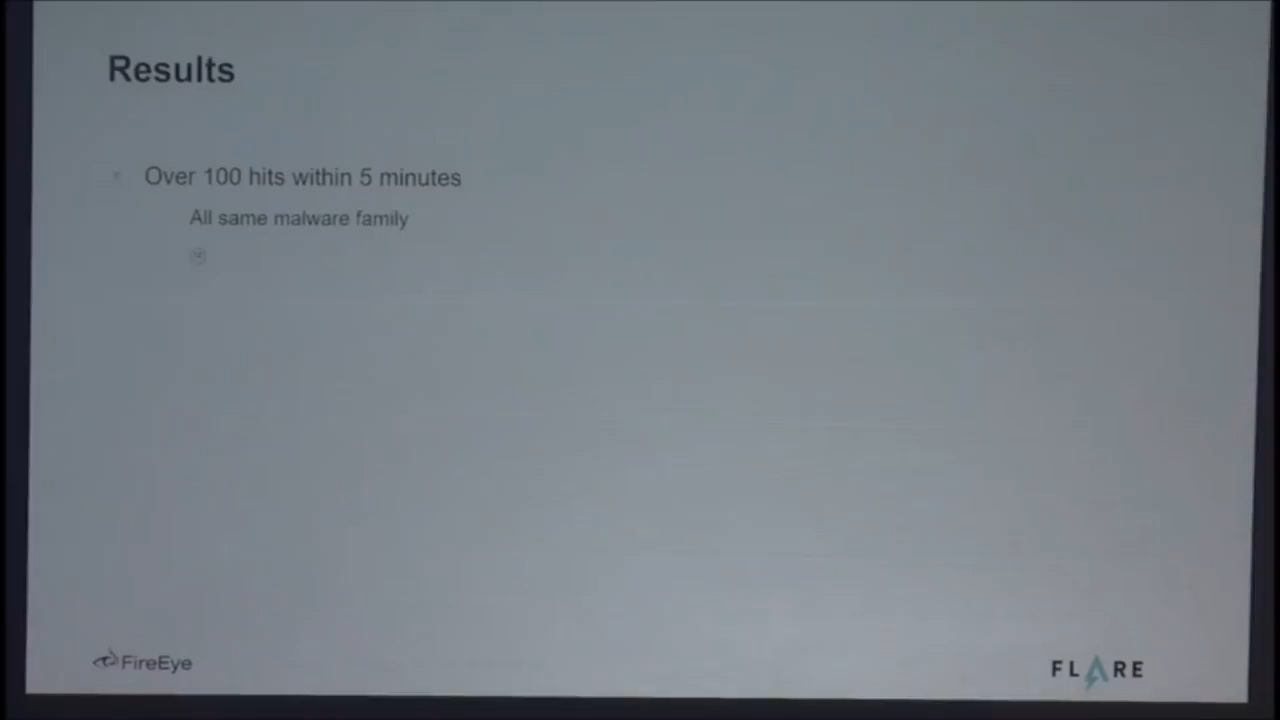 Results
Over 100 hits within 5 minutes
All same malware family
FireEye
FLARE